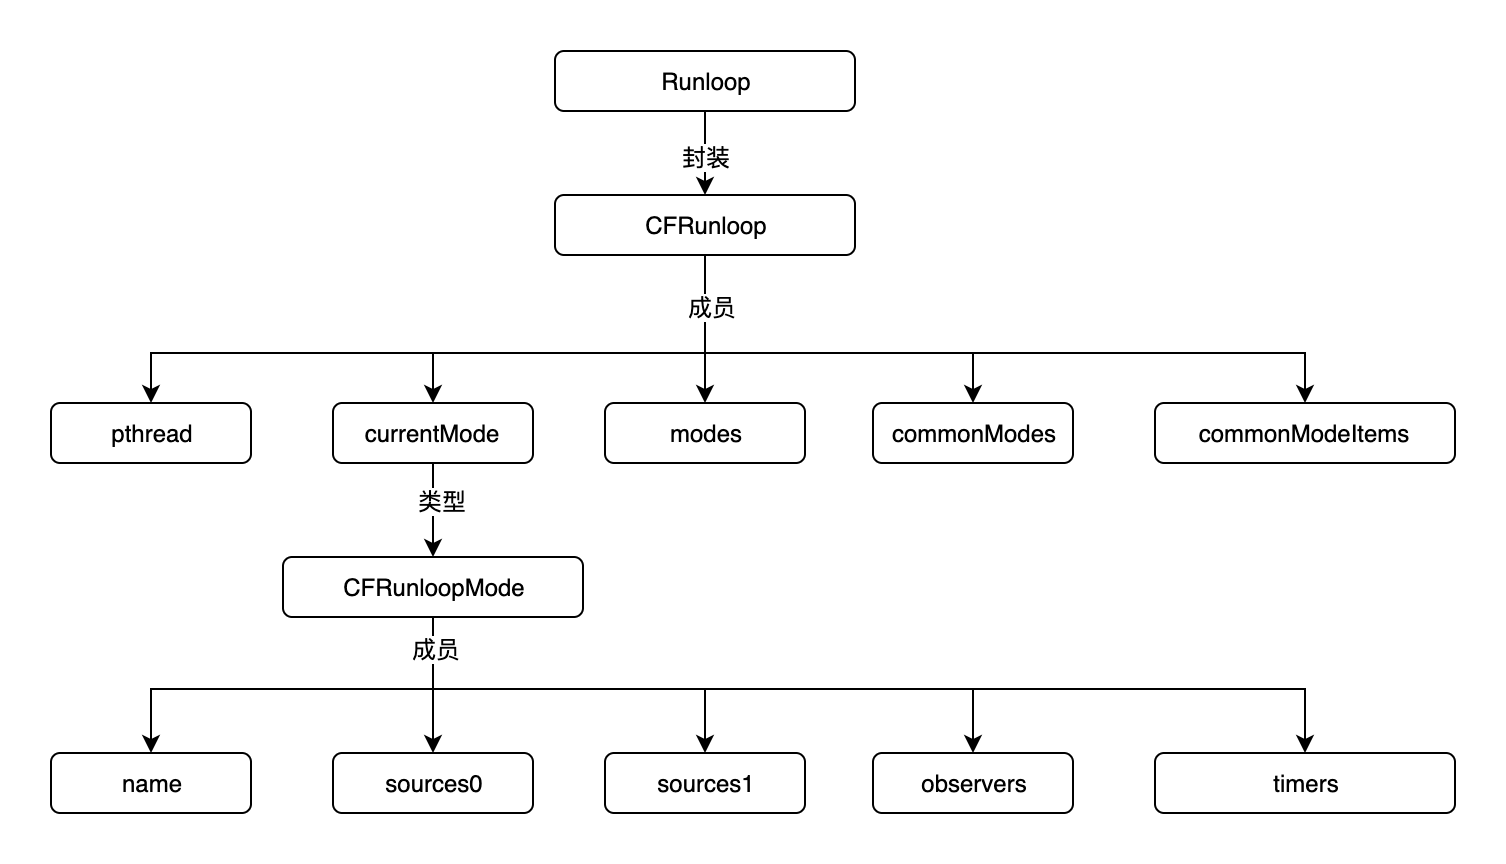 Runloop
封装
CFRunloop
成员
pthread
currentMode
modes
commonModes
commonModeItems
类型
CFRunloopMode
成员
name
sources0
sources1
observers
timers